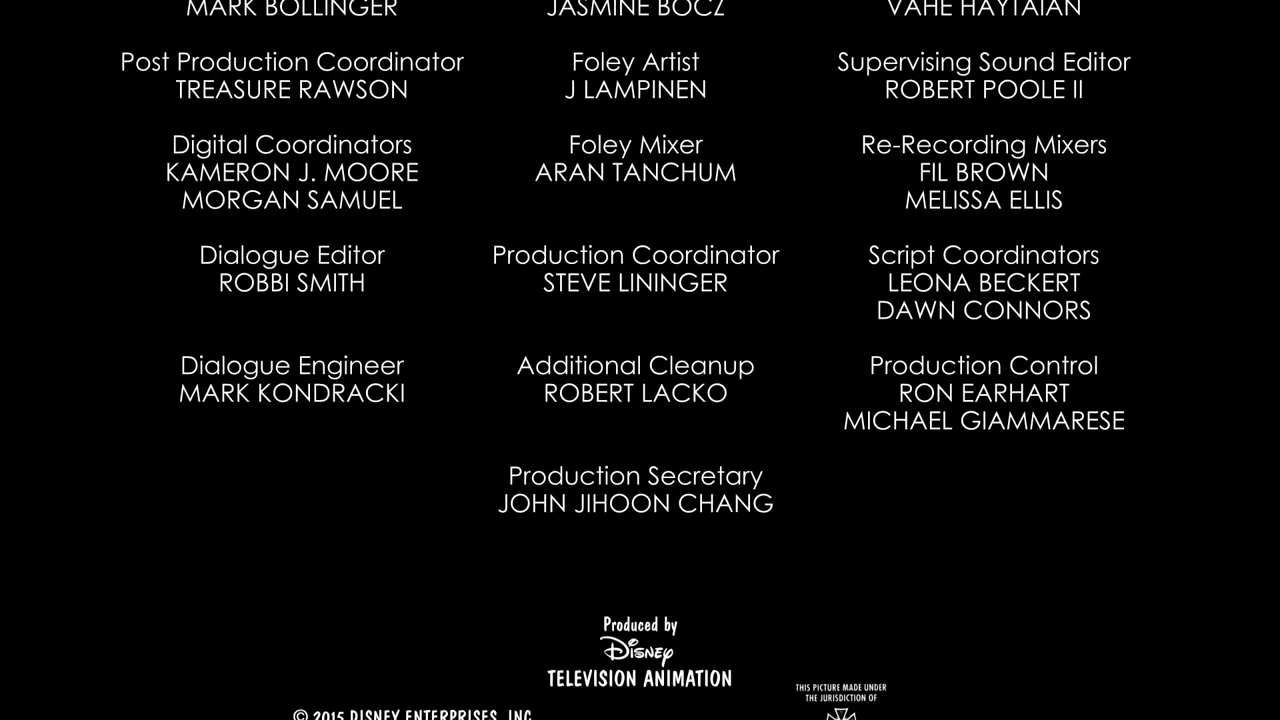 MARK BOLLINGER
JASMINE BOCZ
VAHE HAYTAIAN
Post Production Coordinator
TREASURE RAWSON
Foley Artist
J LAMPINEN
Supervising Sound Editor
ROBERT POOLE II
Digital Coordinators
KAMERON J. MOORE
MORGAN SAMUEL
Foley Mixer
ARAN TANCHUM
Re-Recording Mixers
FIL BROWN
MELISSA ELLIS
Dialogue Editor
ROBBI SMITH
Production Coordinator
STEVE LININGER
Script Coordinators
LEONA BECKERT
DAWN CONNORS
Dialogue Engineer
MARK KONDRACKI
Additional Cleanup
ROBERT LACKO
Production Control
RON EARHART
MICHAEL GIAMMARESE
Production Secretary
JOHN JIHOON CHANG
Produced by
Disney
TELEVISION ANIMATION
THIS PICTURE MADE UNDER
THE JURISDICTION OF
© 2015 DISNEY ENTERPRISES, INC.